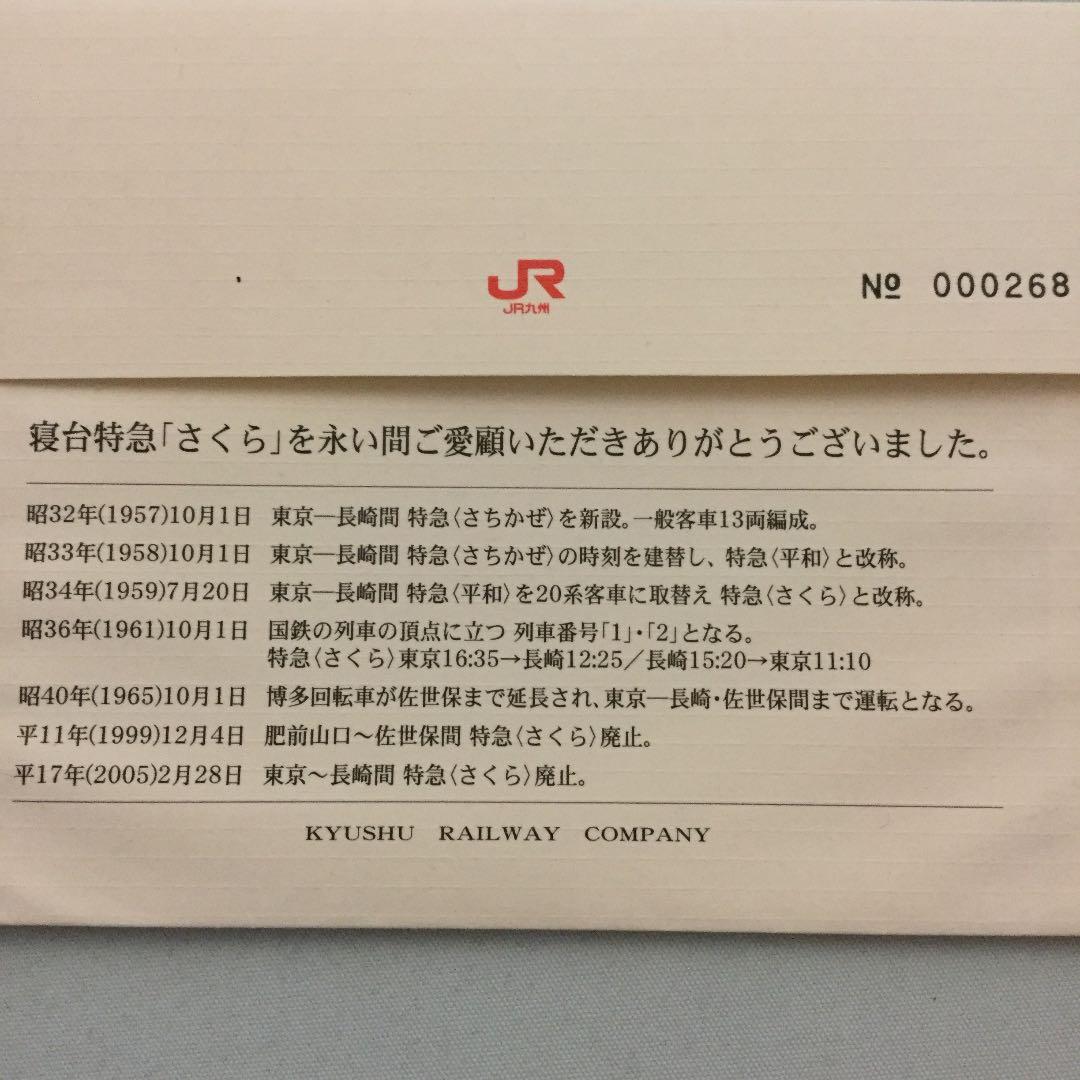 JR
JR九州
№ 000268
寝台特急「さくら」を永い間ご愛顧いただきありがとうございました。
昭32年(1957)10月1日 東京―長崎間 特急〈さちかぜ〉を新設。一般客車13両編成。
昭33年(1958)10月1日 東京―長崎間 特急〈さちかぜ〉の時刻を建替し、特急〈平和〉と改称。
昭34年(1959)7月20日 東京―長崎間 特急〈平和〉を20系客車に取替え 特急〈さくら〉と改称。
昭36年(1961)10月1日 国鉄の列車の頂点に立つ 列車番号「1」・「2」となる。
特急〈さくら〉東京16:35→長崎12:25／長崎15:20→東京11:10
昭40年(1965)10月1日 博多回転車が佐世保まで延長され、東京―長崎・佐世保間まで運転となる。
平11年(1999)12月4日 肥前山口～佐世保間 特急〈さくら〉廃止。
平17年(2005)2月28日 東京～長崎間 特急〈さくら〉廃止。
KYUSHU RAILWAY COMPANY